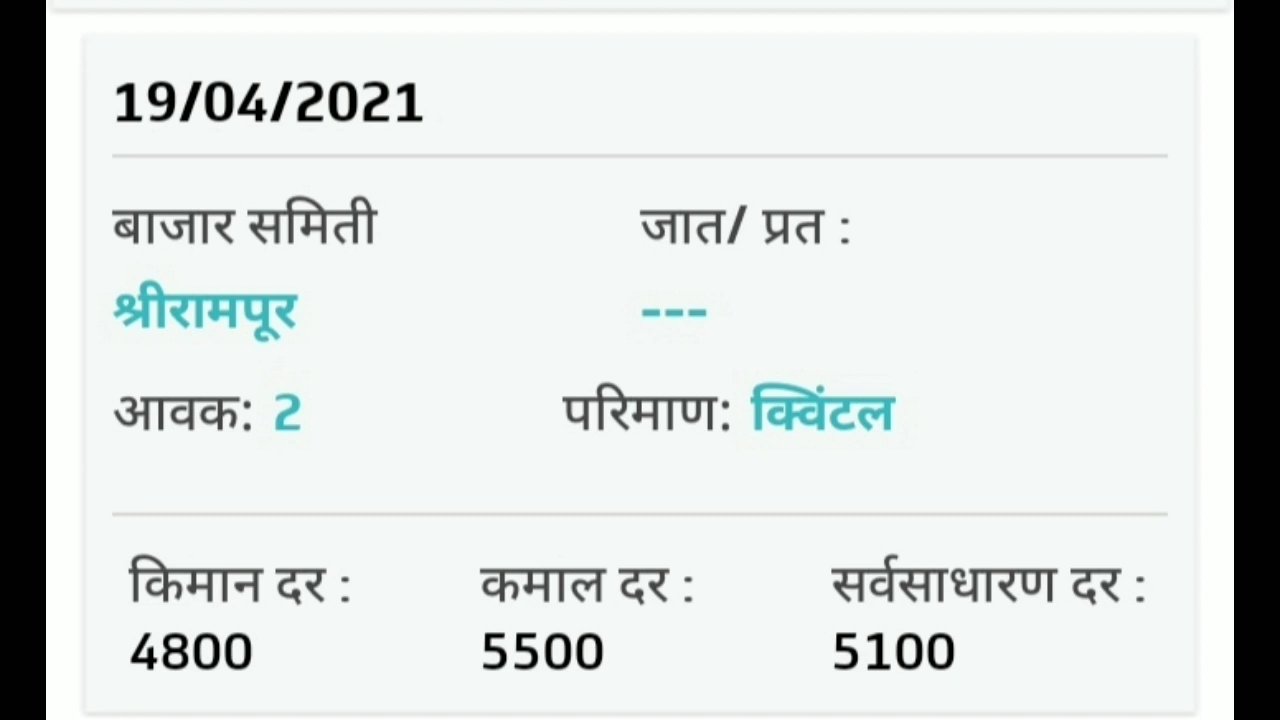 19/04/2021
बाजार समिती जात/ प्रत :
श्रीरामपूर ---
आवक: 2 परिमाण: क्विंटल
किमान दर : कमाल दर : सर्वसाधारण दर :
4800 5500 5100